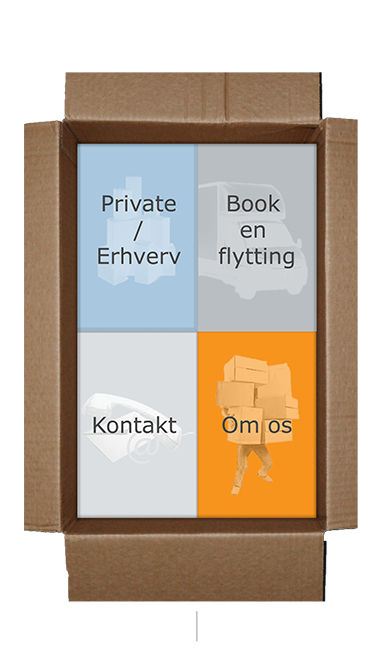 Private
/
Erhverv
Book
en
flytting
Kontakt
Om os
@